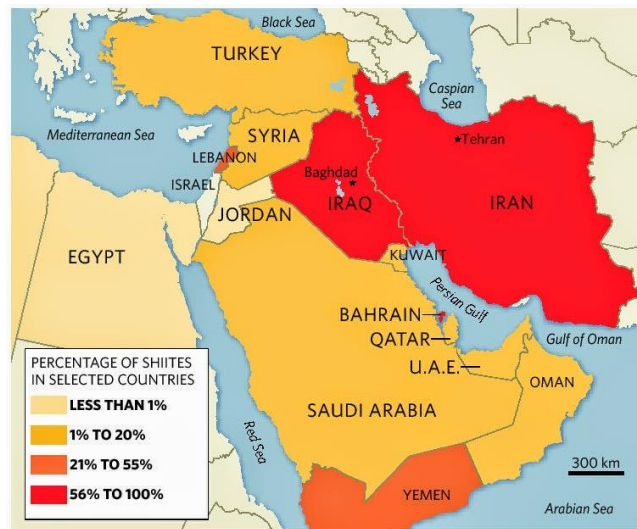 Black Sea
TURKEY
Caspian
Sea
Tehran
Mediterranean Sea
SYRIA
LEBANON
Baghdad
ISRAEL
IRAQ
IRAN
JORDAN
EGYPT
KUWAIT
Persian Gulf
BAHRAIN
QATAR
Gulf of Oman
U.A.E.
OMAN
SAUDI ARABIA
Red Sea
YEMEN
Arabian Sea
300 km
PERCENTAGE OF SHIITES
IN SELECTED COUNTRIES
LESS THAN 1%
1% TO 20%
21% TO 55%
56% TO 100%